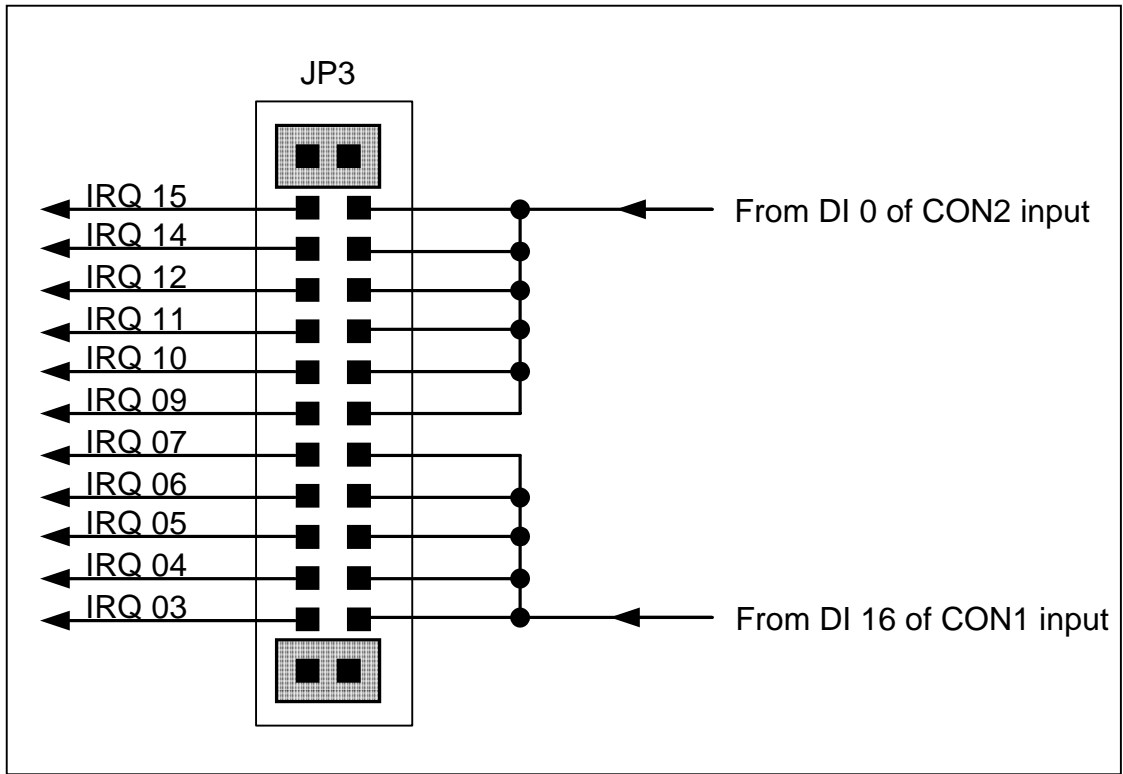 JP3
IRQ 15
From DI 0 of CON2 input
IRQ 14
IRQ 12
IRQ 11
IRQ 10
IRQ 09
IRQ 07
IRQ 06
IRQ 05
IRQ 04
IRQ 03
From DI 16 of CON1 input